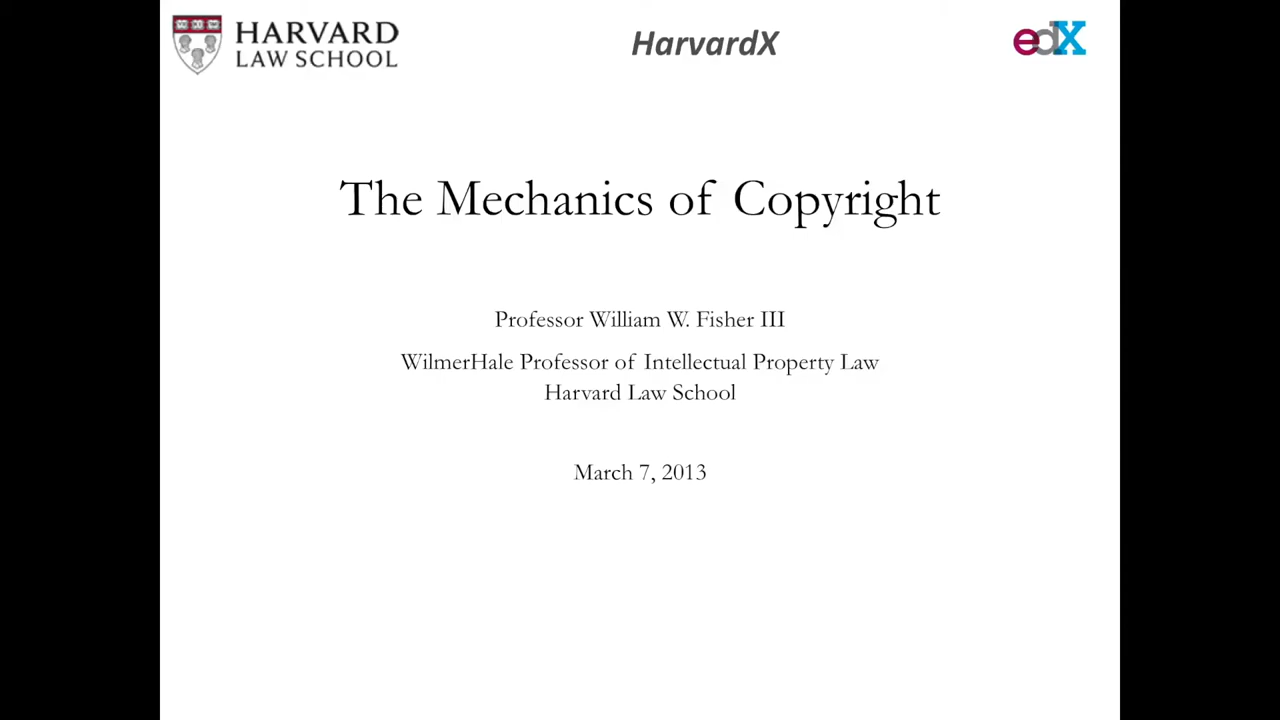 HARVARD
LAW SCHOOL
HarvardX
edX
The Mechanics of Copyright
Professor William W. Fisher III
WilmerHale Professor of Intellectual Property Law
Harvard Law School
March 7, 2013